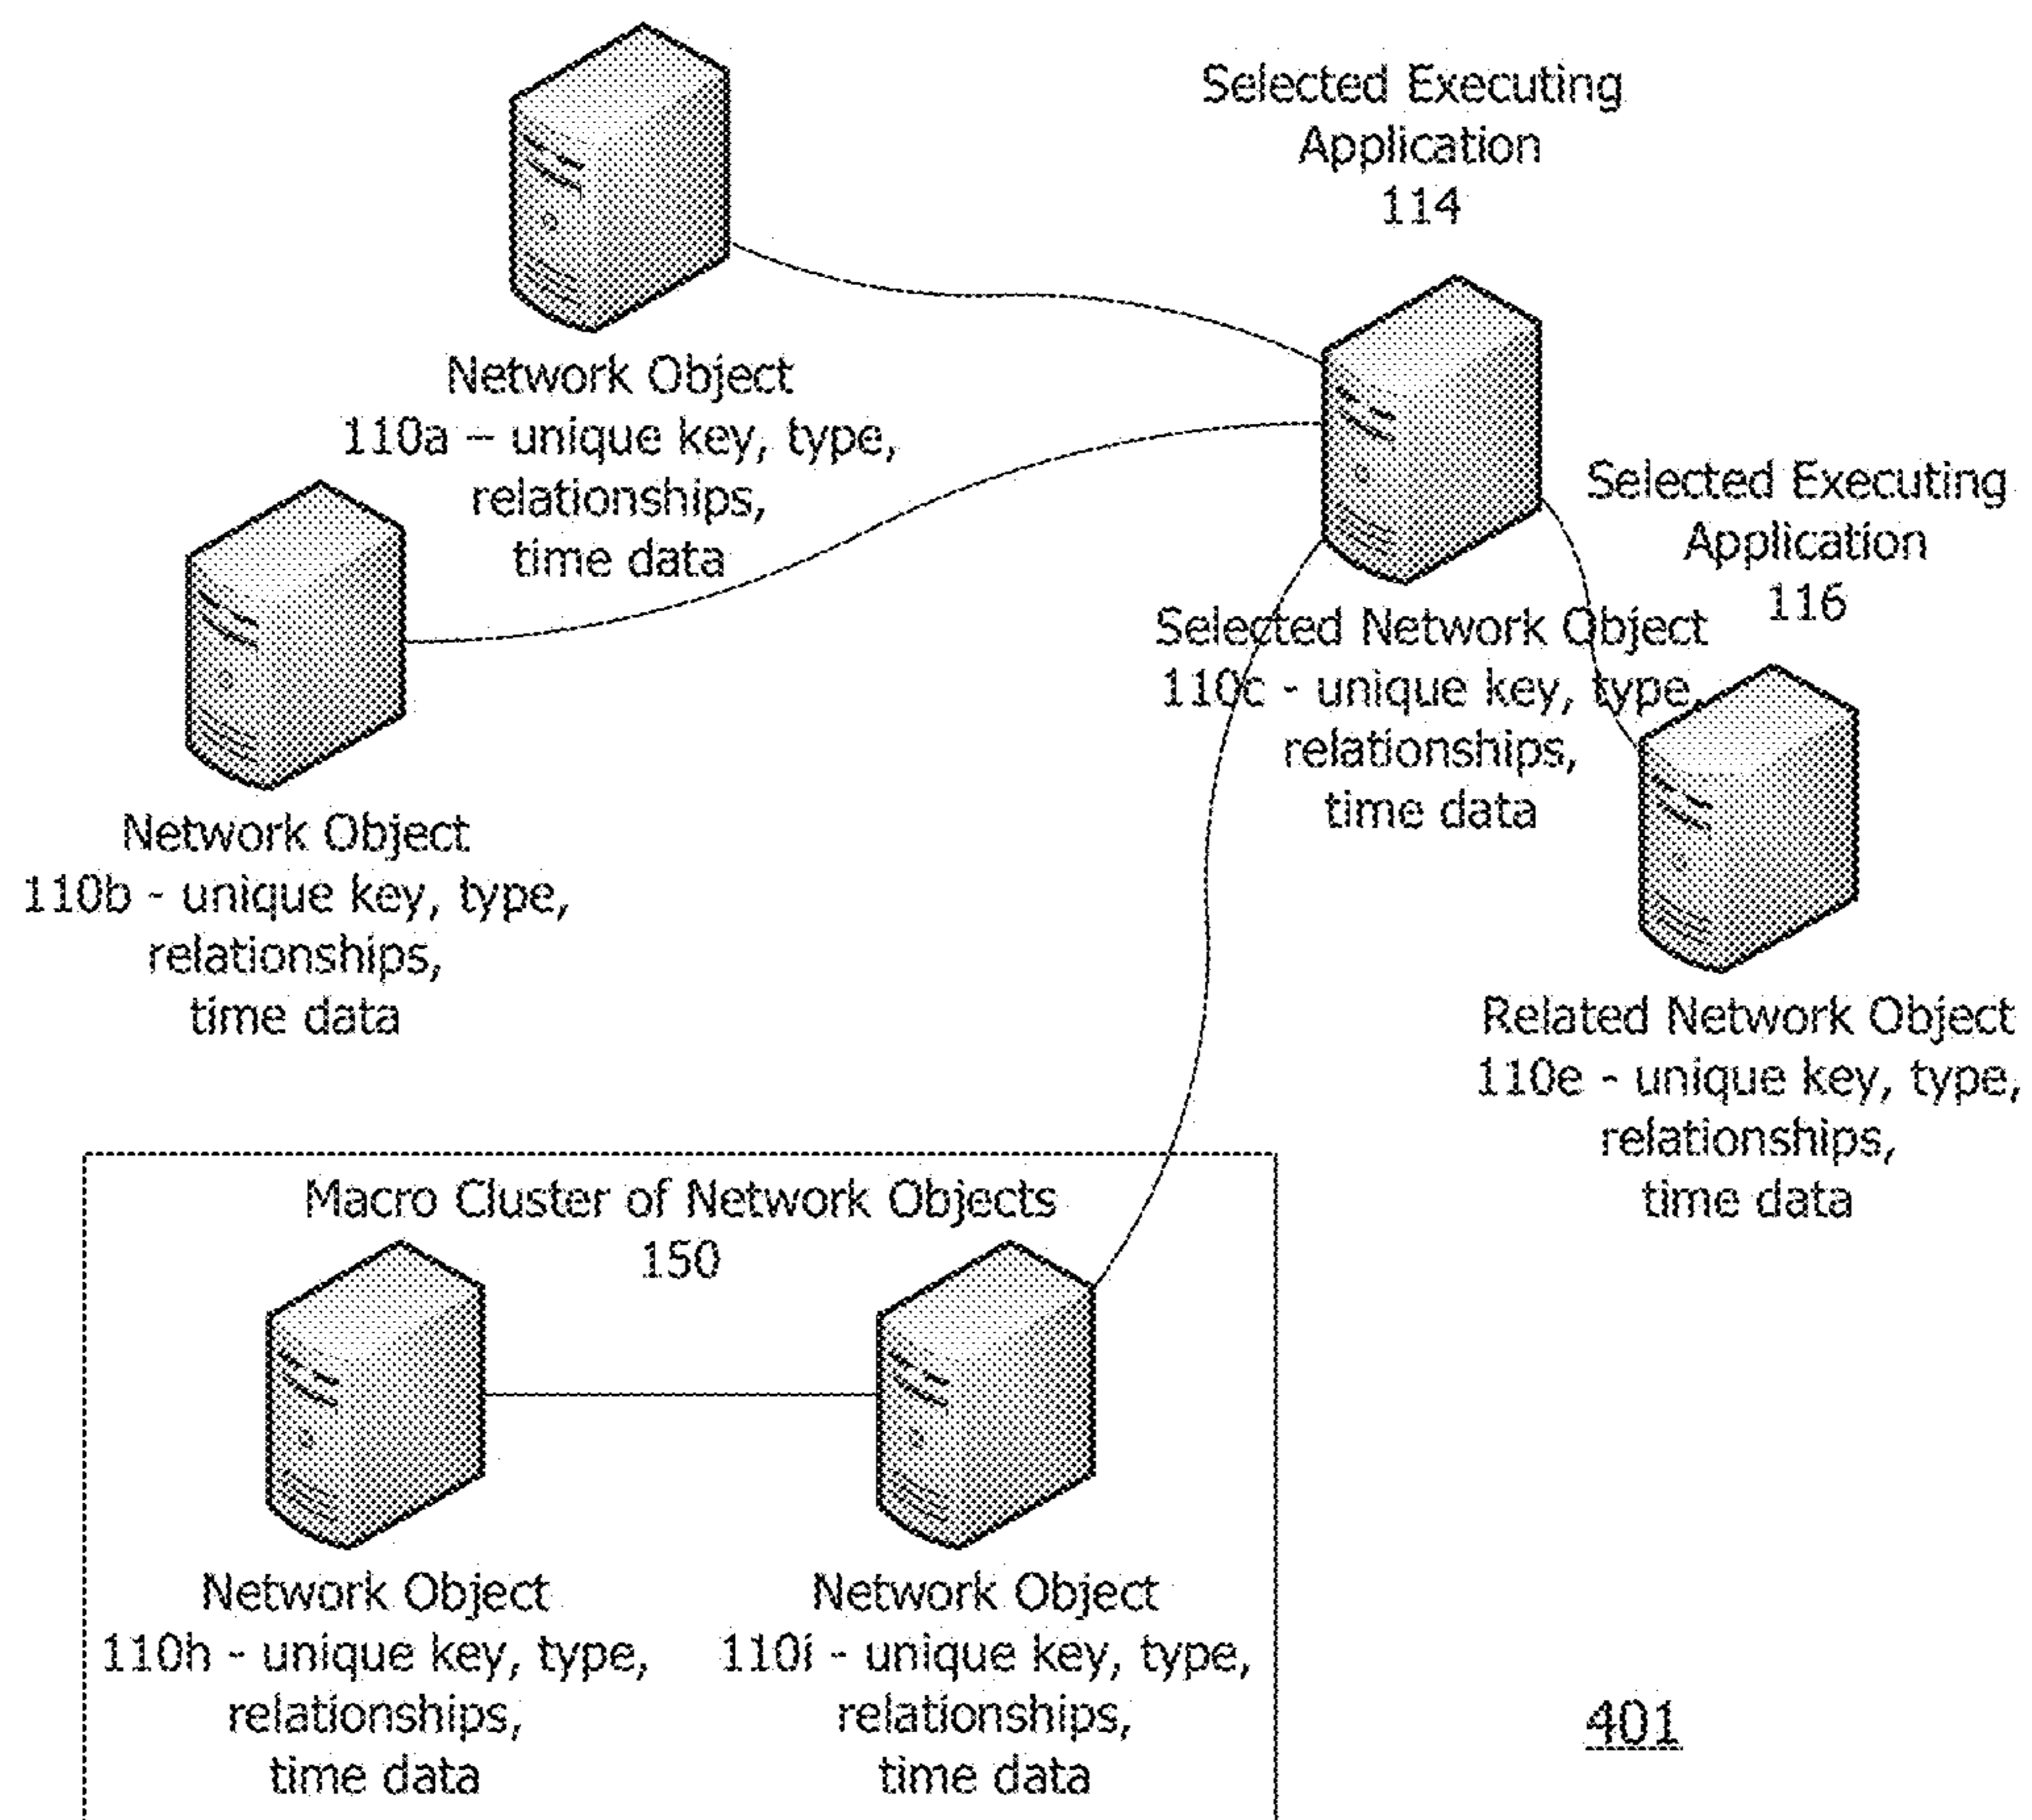 Selected Executing
Application
114
Network Object
110a – unique key, type,
relationships,
time data
Selected Executing
Application
116
Selected Network Object
110c - unique key, type,
relationships,
time data
Network Object
110b - unique key, type,
relationships,
time data
Related Network Object
110e - unique key, type,
relationships,
time data
Macro Cluster of Network Objects
150
Network Object
110h - unique key, type,
relationships,
time data
Network Object
110i - unique key, type,
relationships,
time data
401